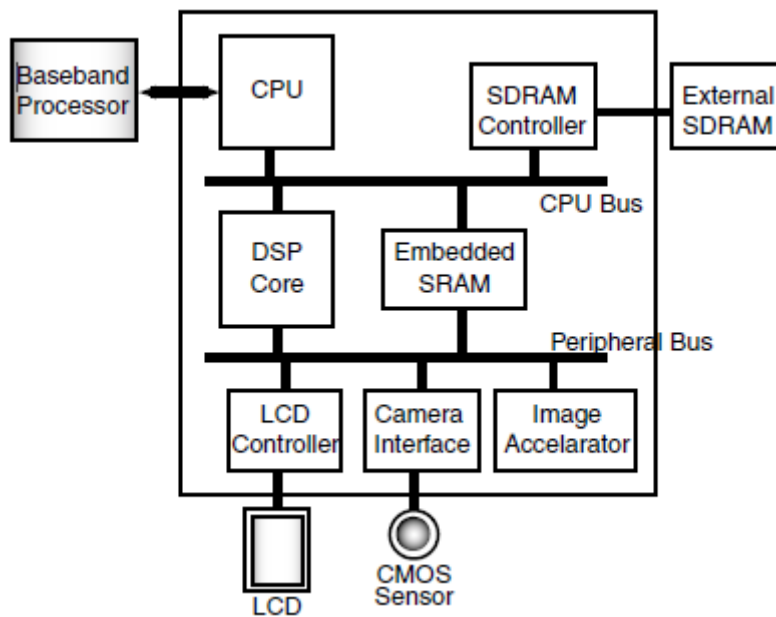 Baseband
Processor
CPU
SDRAM
Controller
External
SDRAM
CPU Bus
DSP
Core
Embedded
SRAM
Peripheral Bus
LCD
Controller
Camera
Interface
Image
Accelarator
LCD
CMOS
Sensor